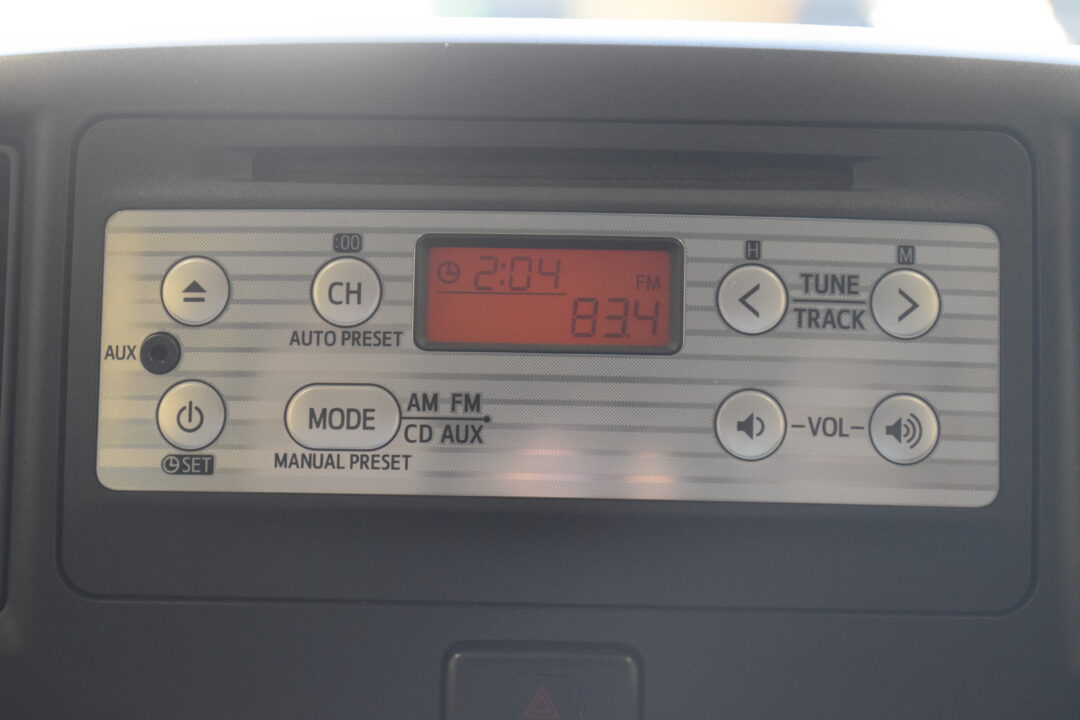 :00
H
M
2:04
FM
83.4
CH
TUNE
TRACK
AUTO PRESET
AUX
MODE
AM FM
CD AUX
-VOL-
SET
MANUAL PRESET